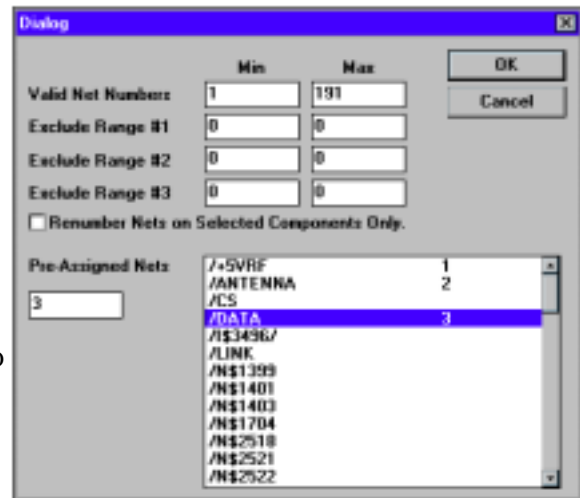 Dialog
Min Max
OK
Valid Net Numbers 1 191
Cancel
Exclude Range #1 0 0
Exclude Range #2 0 0
Exclude Range #3 0 0
Renumber Nets on Selected Components Only.
Pre-Assigned Nets
3
/+5VRF 1
/ANTENNA 2
/CS
/DATA 3
/I$3496/
/LINK
/N$1399
/N$1401
/N$1403
/N$1704
/N$2518
/N$2521
/N$2522